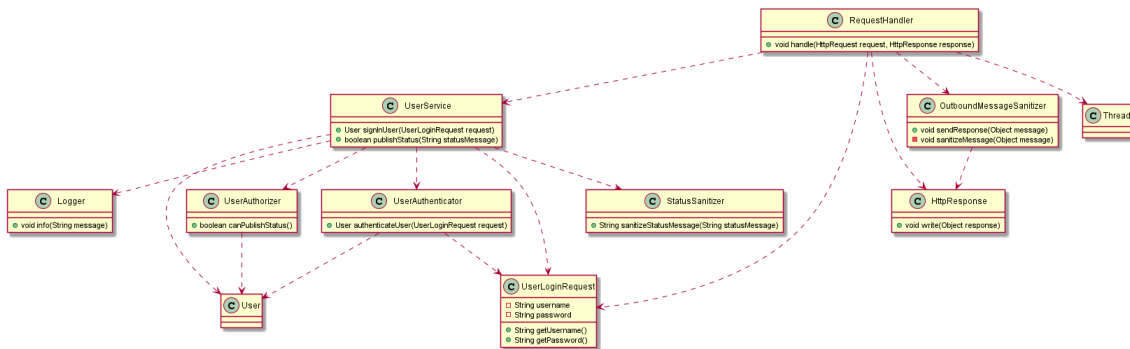 C RequestHandler
void handle(HttpRequest request, HttpResponse response)
C UserService
User signInUser(UserLoginRequest request)
boolean publishStatus(String statusMessage)
C OutboundMessageSanitizer
void sendResponse(Object message)
void sanitizeMessage(Object message)
C Thread
C Logger
void info(String message)
C UserAuthorizer
boolean canPublishStatus()
C UserAuthenticator
User authenticateUser(UserLoginRequest request)
C StatusSanitizer
String sanitizeStatusMessage(String statusMessage)
C HttpResponse
void write(Object response)
C User
C UserLoginRequest
String username
String password
String getUsername()
String getPassword()